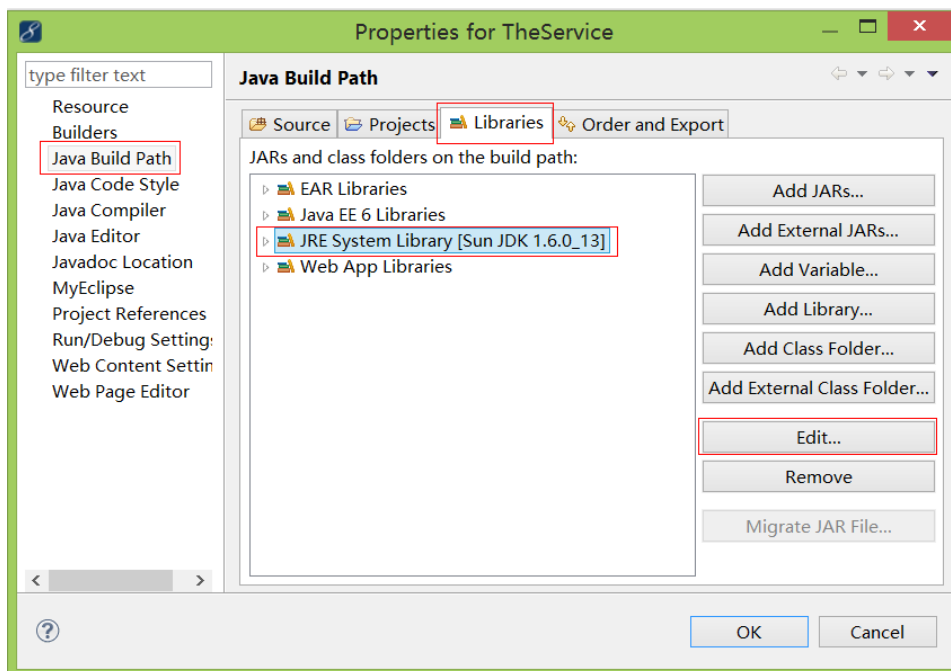 Properties for TheService
type filter text
Resource
Builders
Java Build Path
Java Code Style
Java Compiler
Java Editor
Javadoc Location
MyEclipse
Project References
Run/Debug Setting
Web Content Settin
Web Page Editor
Java Build Path
Source Projects Libraries Order and Export
JARs and class folders on the build path:
EAR Libraries
Java EE 6 Libraries
JRE System Library [Sun JDK 1.6.0_13]
Web App Libraries
Add JARs...
Add External JARs...
Add Variable...
Add Library...
Add Class Folder...
Add External Class Folder...
Edit...
Remove
Migrate JAR File...
OK
Cancel